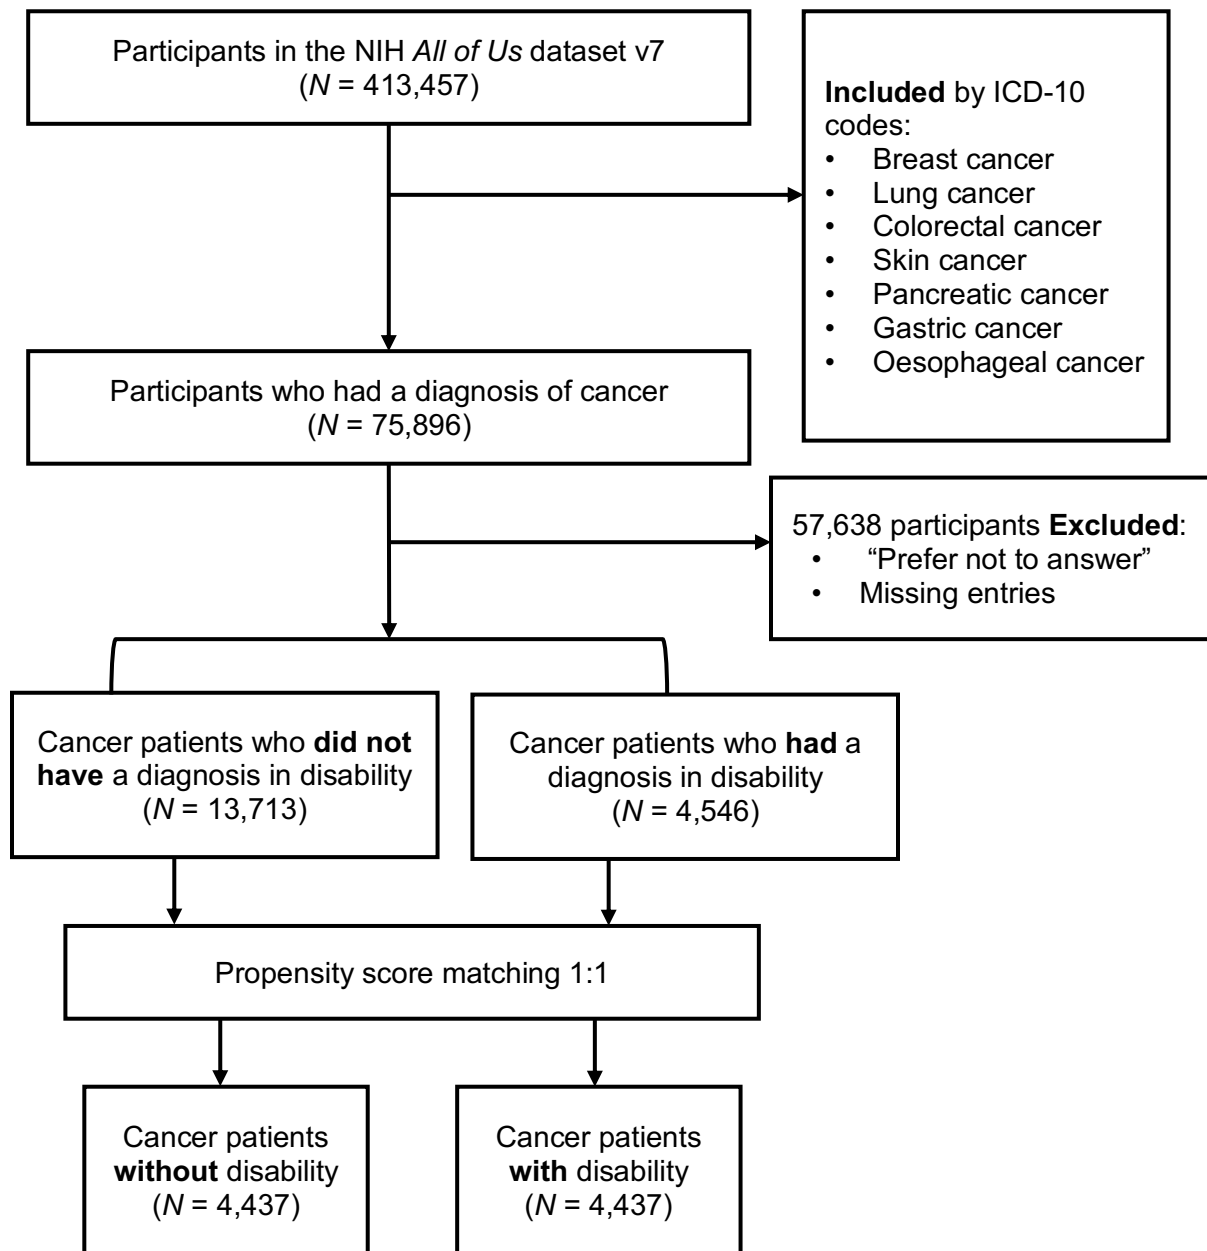 Participants in the NIH All of Us dataset v7
(N = 413,457)
Included by ICD-10
codes:
• Breast cancer
• Lung cancer
• Colorectal cancer
• Skin cancer
• Pancreatic cancer
• Gastric cancer
• Oesophageal cancer
Participants who had a diagnosis of cancer
(N = 75,896)
57,638 participants Excluded:
• “Prefer not to answer”
• Missing entries
Cancer patients who did not
have a diagnosis in disability
(N = 13,713)
Cancer patients who had a
diagnosis in disability
(N = 4,546)
Propensity score matching 1:1
Cancer patients
without disability
(N = 4,437)
Cancer patients
with disability
(N = 4,437)